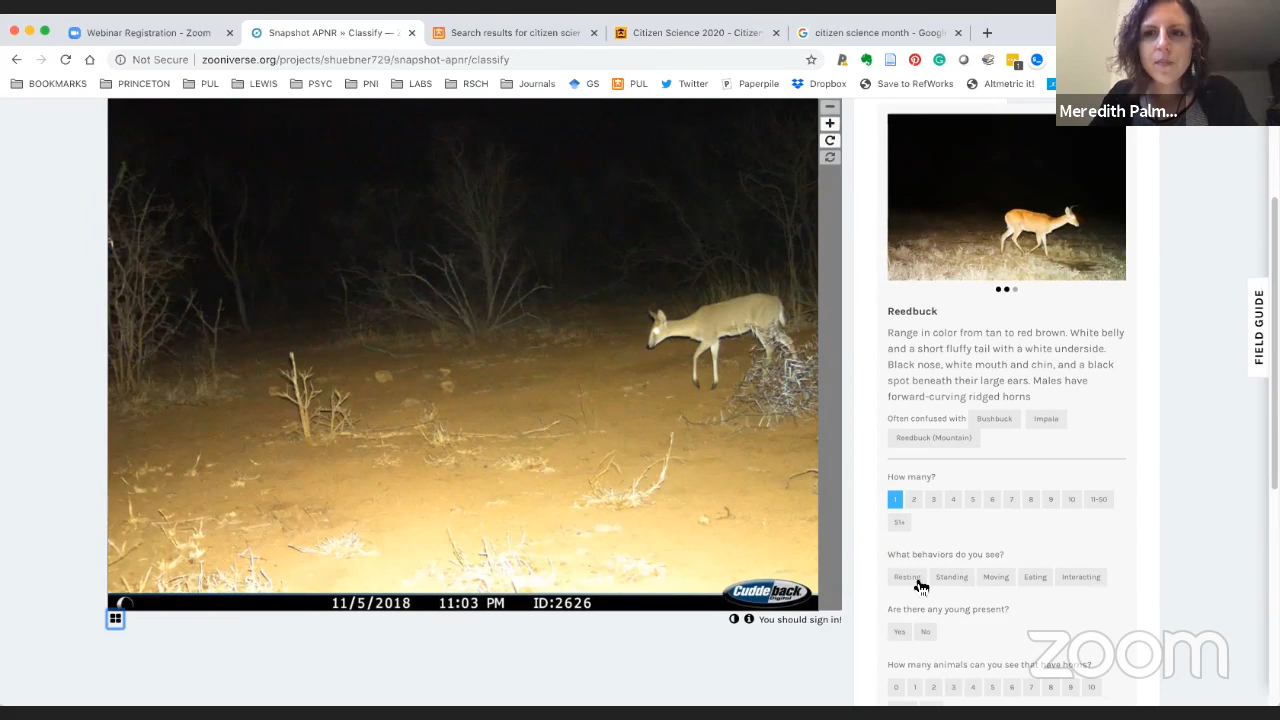 Webinar Registration - Zoom
Snapshot APNR » Classify —
Search results for citizen scien
Citizen Science 2020 - Citizen
citizen science month - Google
Not Secure
zooniverse.org/projects/shuebner729/snapshot-apnr/classify
BOOKMARKS PRINCETON PUL LEWIS PSYC PNI LABS RSCH Journals GS PUL Twitter Paperpile Dropbox Save to RefWorks Altmetric it!
Meredith Palm...
Reedbuck
Range in color from tan to red brown. White belly
and a short fluffy tail with a white underside.
Black nose, white mouth and chin, and a black
spot beneath their large ears. Males have
forward-curving ridged horns
Often confused with Bushbuck Impala
Reedbuck (Mountain)
How many?
1 2 3 4 5 6 7 8 9 10 11-50
51+
What behaviors do you see?
Resting Standing Moving Eating Interacting
Are there any young present?
Yes No
How many animals can you see that have horns?
0 1 2 3 4 5 6 7 8 9 10
FIELD GUIDE
Cuddeback
Digital
11/5/2018 11:03 PM ID:2626
You should sign in!
zoom